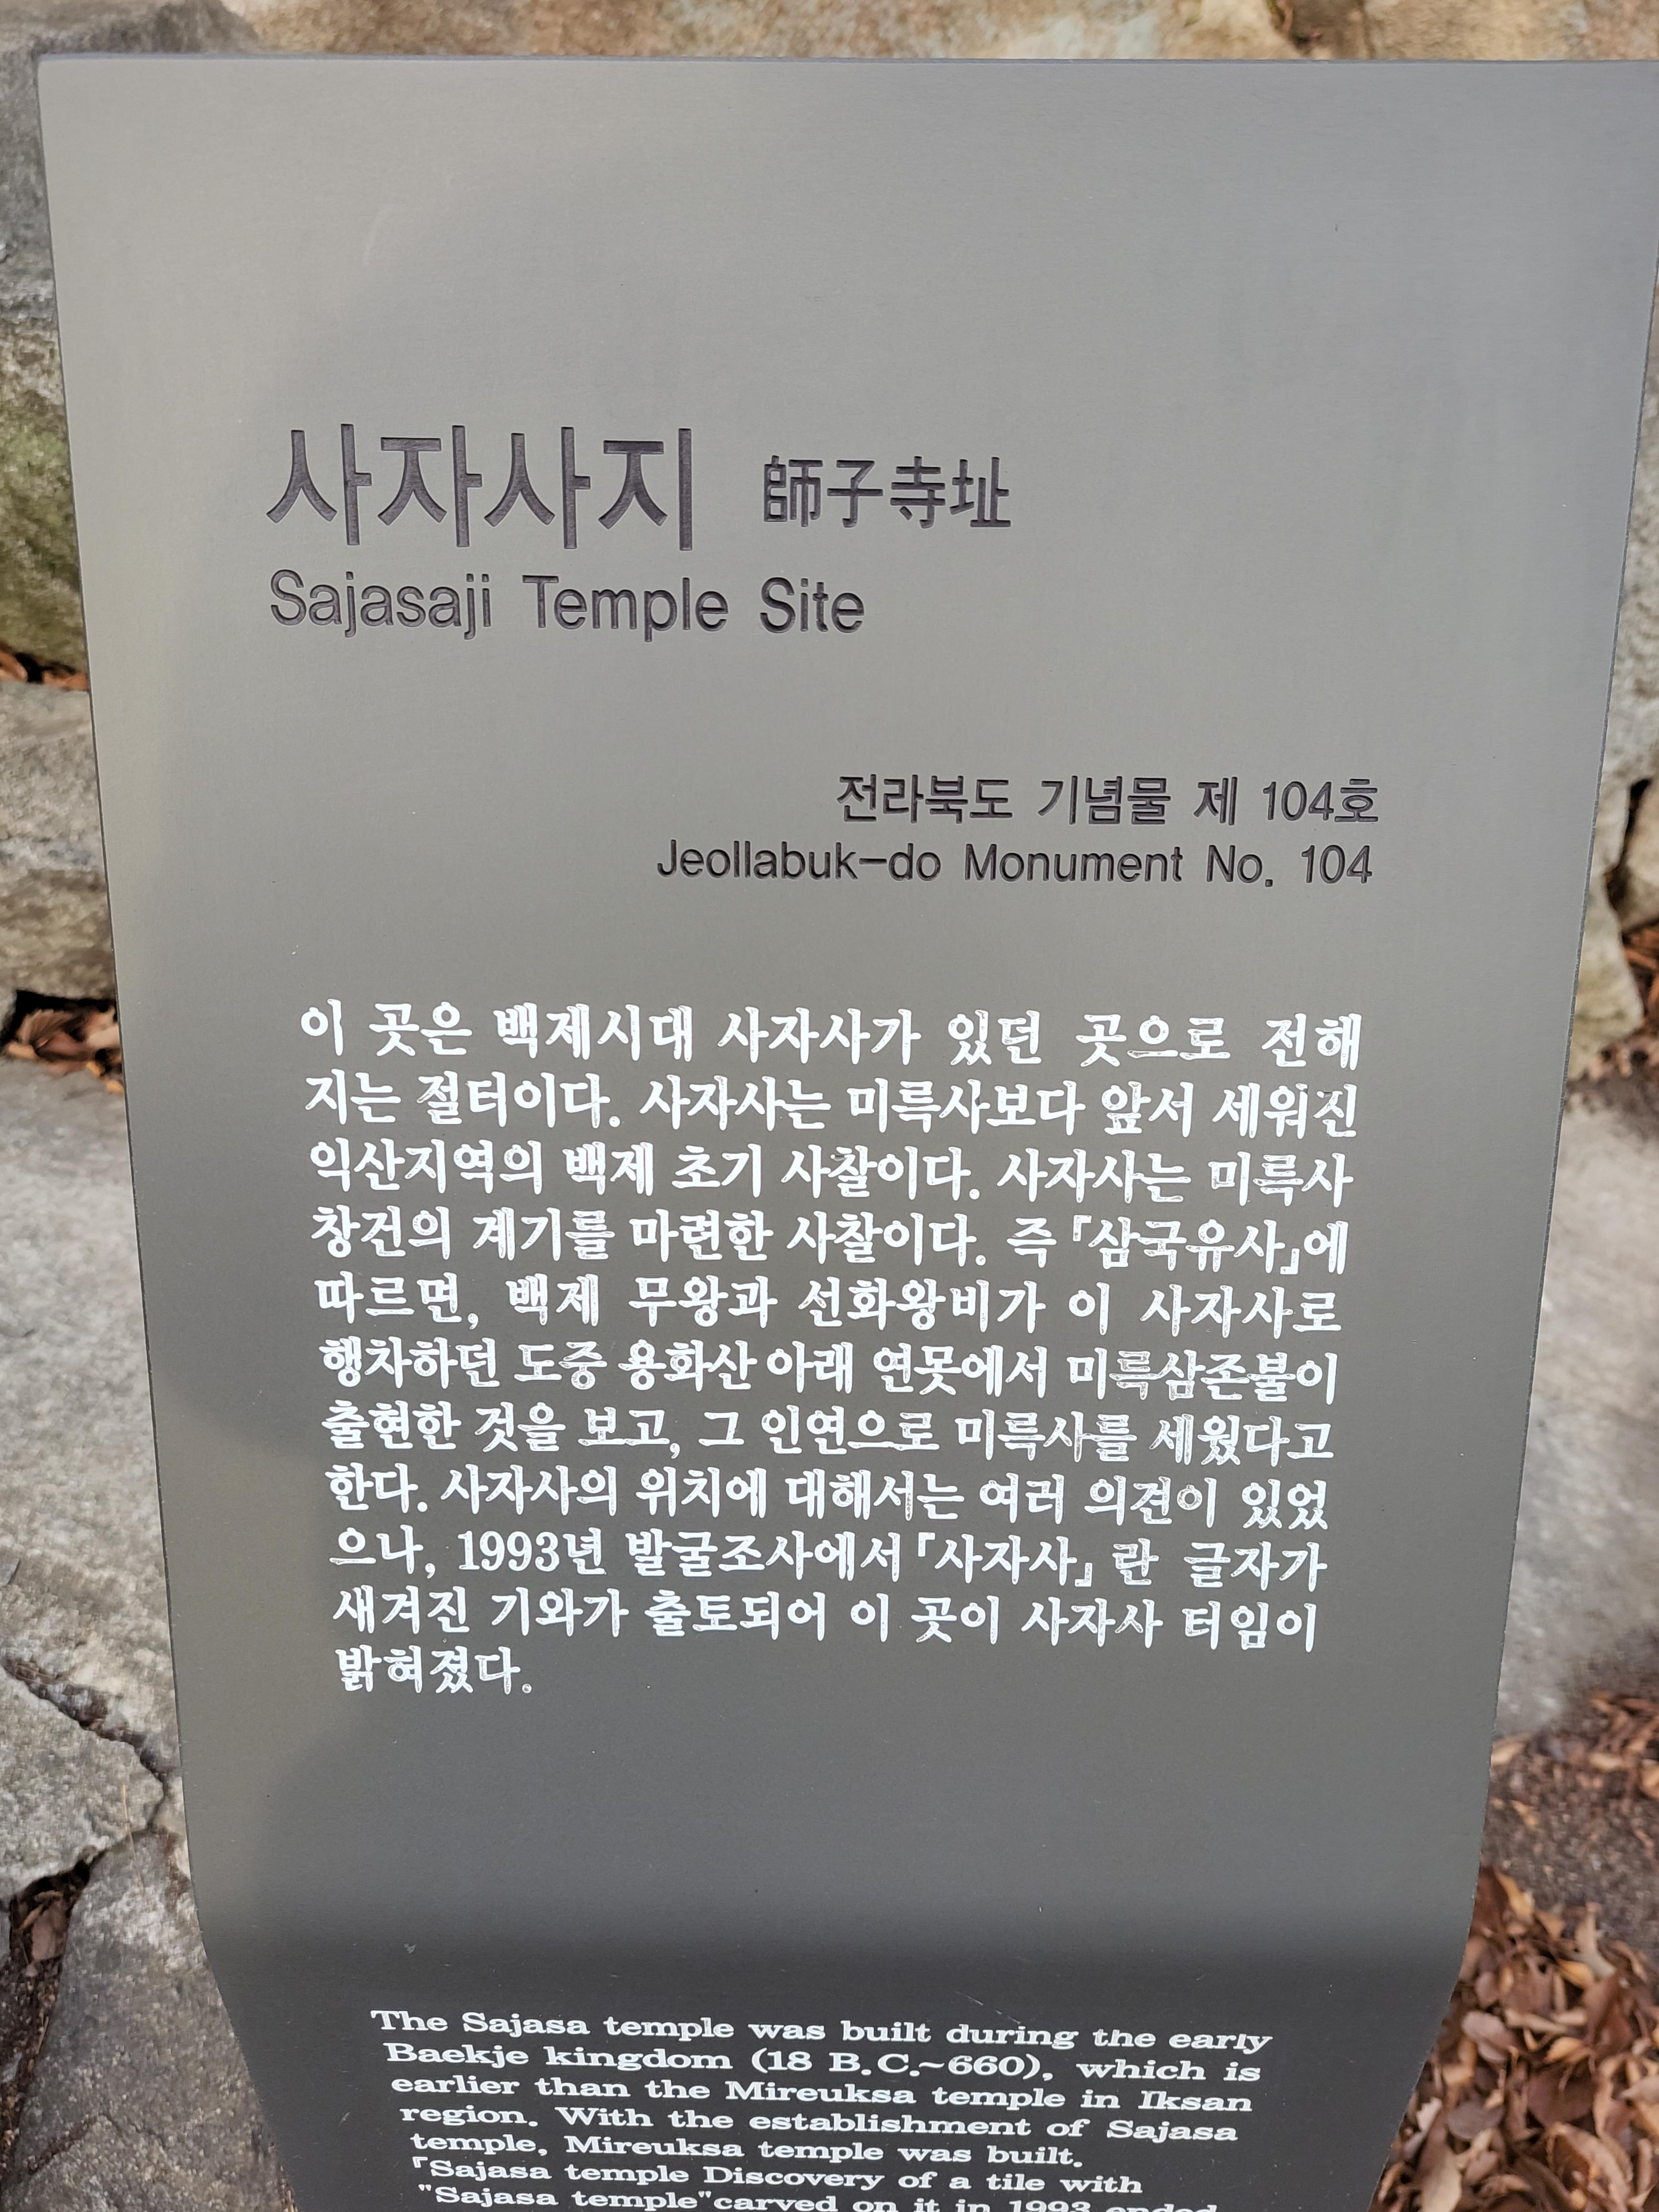 사자사지 師子寺址
Sajasaji Temple Site
전라북도 기념물 제 104호
Jeollabuk-do Monument No. 104
이 곳은 백제시대 사자사가 있던 곳으로 전해
지는 절터이다. 사자사는 미륵사보다 앞서 세워진
익산지역의 백제 초기 사찰이다. 사자사는 미륵사
창건의 계기를 마련한 사찰이다. 즉 『삼국유사』에
따르면, 백제 무왕과 선화왕비가 이 사자사로
행차하던 도중 용화산 아래 연못에서 미륵삼존불이
출현한 것을 보고, 그 인연으로 미륵사를 세웠다고
한다. 사자사의 위치에 대해서는 여러 의견이 있었
으나, 1993년 발굴조사에서 『사자사』란 글자가
새겨진 기와가 출토되어 이 곳이 사자사 터임이
밝혀졌다.
The Sajasa temple was built during the early
Baekje kingdom (18 B.C.~660), which is
earlier than the Mireuksa temple in Iksan
region. With the establishment of Sajasa
temple, Mireuksa temple was built.
「Sajasa temple Discovery of a tile with
"Sajasa temple"carved on it in 1993 ended